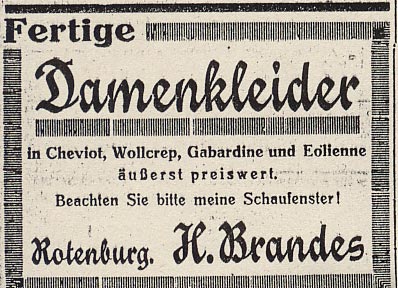 Fertige
Damenkleider
in Cheviot, Wollcrep, Gabardine und Eolienne
äußerst preiswert.
Beachten Sie bitte meine Schaufenster!
Rotenburg. H. Brandes